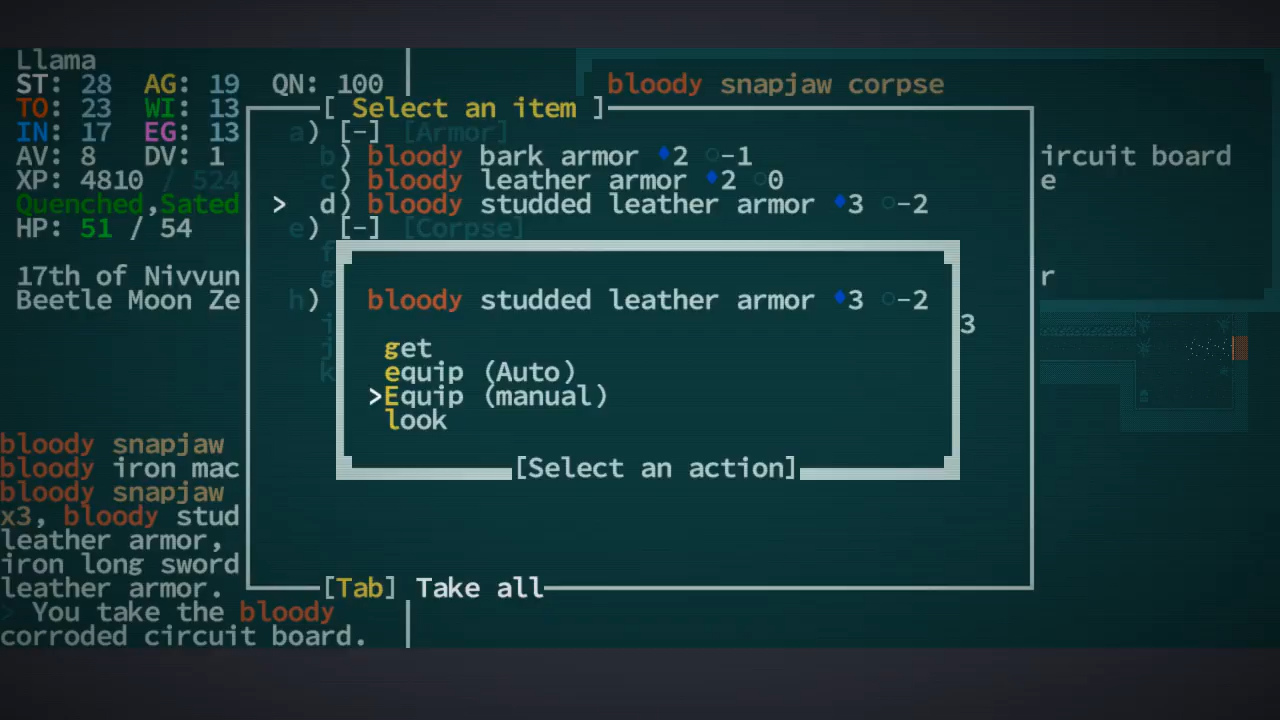 Llama
ST: 28 AG: 19 QN: 100
bloody snapjaw corpse
TO: 23 WI: 13
[ Select an item ]
IN: 17 EG: 13
a) [-] [Armor]
AV: 8 DV: 1
b) bloody bark armor ♦2 ○-1
ircuit board
XP: 4810 / 524
c) bloody leather armor ♦2 ○0
e
Quenched,Sated
> d) bloody studded leather armor ♦3 ○-2
HP: 51 / 54
e) [-] [Corpse]
f
g
17th of Nivvun
r
Beetle Moon Ze
h)
bloody studded leather armor ♦3 ○-2
i
3
j
get
k
equip (Auto)
>Equip (manual)
look
[Select an action]
bloody snapjaw
bloody iron mac
bloody snapjaw
x3, bloody stud
leather armor,
iron long sword
leather armor.
[Tab] Take all
> You take the bloody
corroded circuit board.